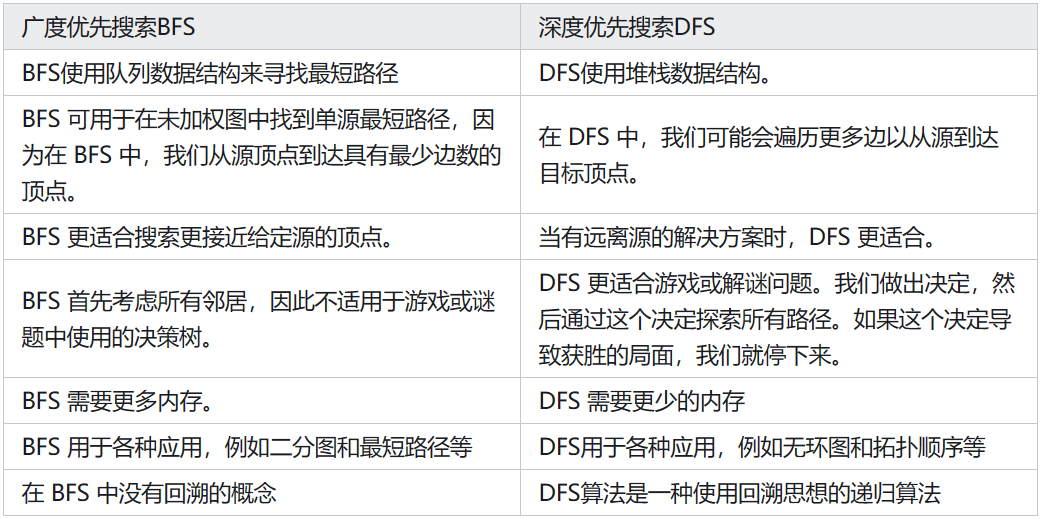 广度优先搜索BFS
深度优先搜索DFS
BFS使用队列数据结构来寻找最短路径
DFS使用堆栈数据结构。
BFS 可用于在未加权图中找到单源最短路径，因
为在 BFS 中，我们从源顶点到达具有最少边数的
顶点。
在 DFS 中，我们可能会遍历更多边以从源到达
目标顶点。
BFS 更适合搜索更接近给定源的顶点。
当有远离源的解决方案时，DFS 更适合。
BFS 首先考虑所有邻居，因此不适用于游戏或谜
题中使用的决策树。
DFS 更适合游戏或解谜问题。我们做出决定，然
后通过这个决定探索所有路径。如果这个决定导
致获胜的局面，我们就停下来。
BFS 需要更多内存。
DFS 需要更少的内存
BFS 用于各种应用，例如二分图和最短路径等
DFS用于各种应用，例如无环图和拓扑顺序等
在 BFS 中没有回溯的概念
DFS算法是一种使用回溯思想的递归算法